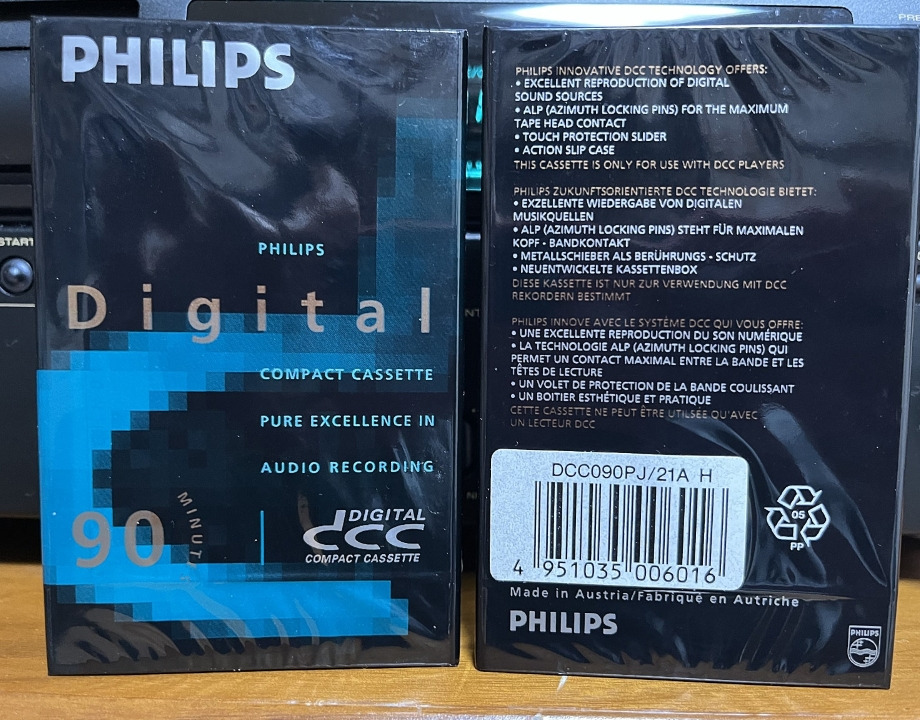 PHILIPS
PHILIPS
Digital
COMPACT CASSETTE
PURE EXCELLENCE IN
AUDIO RECORDING
90
DIGITAL
dcc
COMPACT CASSETTE
PHILIPS INNOVATIVE DCC TECHNOLOGY OFFERS:
• EXCELLENT REPRODUCTION OF DIGITAL
SOUND SOURCES
• ALP (AZIMUTH LOCKING PINS) FOR THE MAXIMUM
TAPE HEAD CONTACT
• TOUCH PROTECTION SLIDER
• ACTION SLIP CASE
THIS CASSETTE IS ONLY FOR USE WITH DCC PLAYERS
PHILIPS ZUKUNFTSORIENTIERTE DCC TECHNOLOGIE BIETET:
• EXZELLENTE WIEDERGABE VON DIGITALEN
MUSIKQUELLEN
• ALP (AZIMUTH LOCKING PINS) STEHT FÜR MAXIMALEN
KOPF - BANDKONTAKT
• METALLSCHIEBER ALS BERÜHRUNGS - SCHUTZ
• NEUENTWICKELTE KASSETTENBOX
DIESE KASSETTE IST NUR ZUR VERWENDUNG MIT DCC
REKORDERN BESTIMMT
PHILIPS INNOVE AVEC LE SYSTÈME DCC QUI VOUS OFFRE:
• UNE EXCELLENTE REPRODUCTION DU SON NUMÉRIQUE
• LA TECHNOLOGIE ALP (AZIMUTH LOCKING PINS) QUI
PERMET UN CONTACT MAXIMAL ENTRE LA BANDE ET LES
TÊTES DE LECTURE
• UN VOLET DE PROTECTION DE LA BANDE COULISSANT
• UN BOITIER ESTHÉTIQUE ET PRATIQUE
CETTE CASSETTE NE PEUT ÊTRE UTILSÉE QU'AVEC
UN LECTEUR DCC
DCC090PJ/21A H
4 951035 006016
05
PP
Made in Austria/Fabriqué en Autriche
PHILIPS
PHILIPS
START